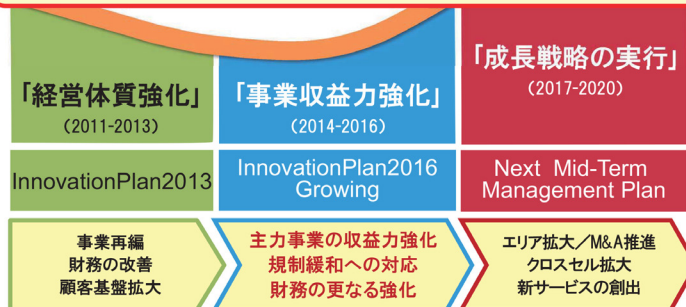 「経営体質強化」
(2011-2013)
InnovationPlan2013
事業再編
財務の改善
顧客基盤拡大
「事業収益力強化」
(2014-2016)
InnovationPlan2016
Growing
主力事業の収益力強化
規制緩和への対応
財務の更なる強化
「成長戦略の実行」
(2017-2020)
Next Mid-Term
Management Plan
エリア拡大／M&A推進
クロスセル拡大
新サービスの創出